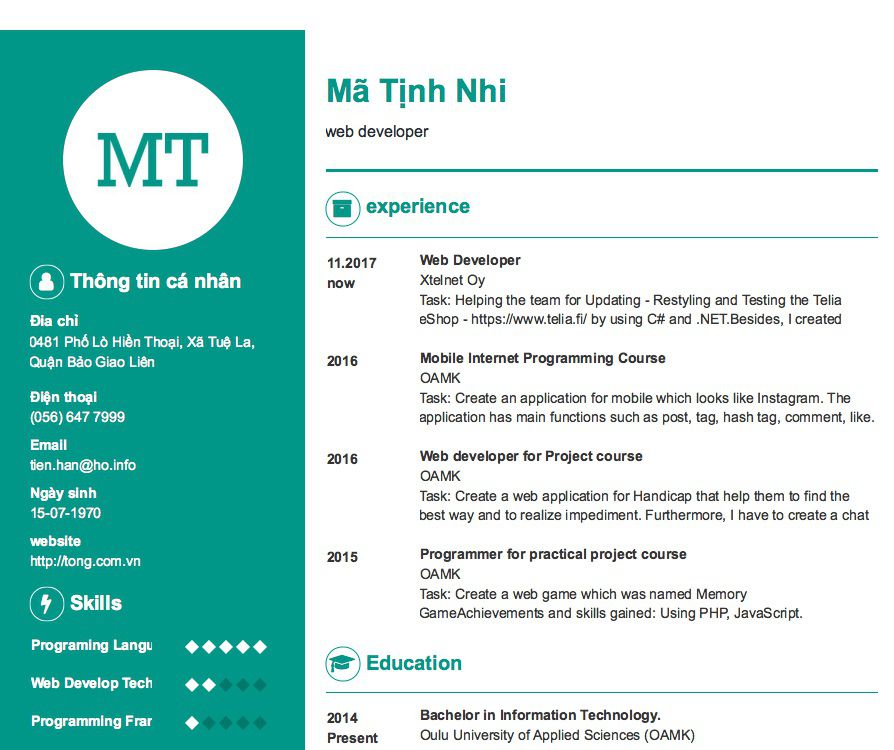 MT
Thông tin cá nhân
Đia chỉ
0481 Phố Lò Hiền Thoại, Xã Tuệ La,
Quận Bảo Giao Liên
Điện thoại
(056) 647 7999
Email
tien.han@ho.info
Ngày sinh
15-07-1970
website
http://tong.com.vn
Skills
Programing Langu
Web Develop Tech
Programming Frar
Mã Tịnh Nhi
web developer
experience
11.2017
now
Web Developer
Xtelnet Oy
Task: Helping the team for Updating - Restyling and Testing the Telia
eShop - https://www.telia.fi/ by using C# and .NET.Besides, I created
2016
Mobile Internet Programming Course
OAMK
Task: Create an application for mobile which looks like Instagram. The
application has main functions such as post, tag, hash tag, comment, like.
2016
Web developer for Project course
OAMK
Task: Create a web application for Handicap that help them to find the
best way and to realize impediment. Furthermore, I have to create a chat
2015
Programmer for practical project course
OAMK
Task: Create a web game which was named Memory
GameAchievements and skills gained: Using PHP, JavaScript.
Education
2014
Present
Bachelor in Information Technology.
Oulu University of Applied Sciences (OAMK)